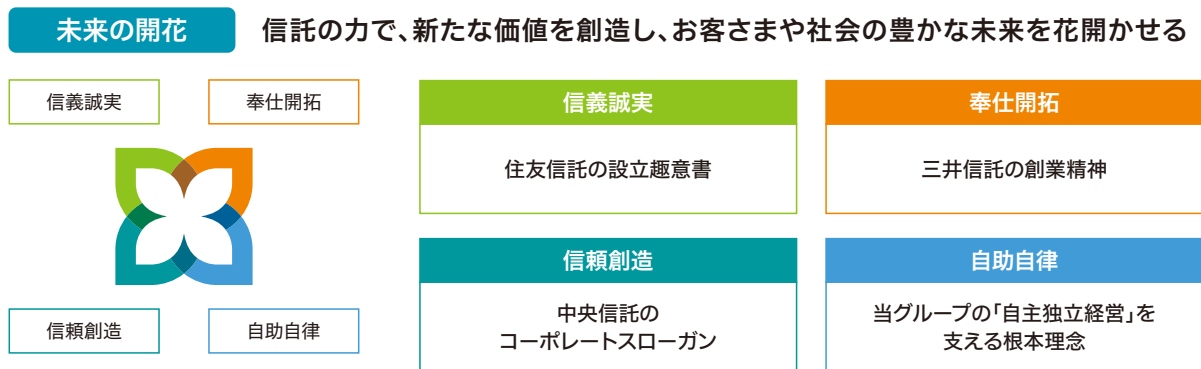 未来の開花
信託の力で、新たな価値を創造し、お客さまや社会の豊かな未来を花開かせる
信義誠実
奉仕開拓
信頼創造
自助自律
信義誠実
住友信託の設立趣意書
奉仕開拓
三井信託の創業精神
信頼創造
中央信託の
コーポレートスローガン
自助自律
当グループの「自主独立経営」を
支える根本理念